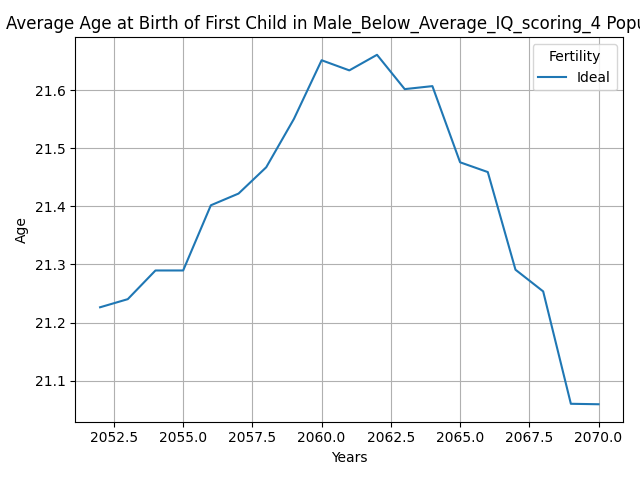 Average Age at Birth of First Child in Male_Below_Average_IQ_scoring_4 Popu
Fertility
Ideal
21.6
21.5
21.4
21.3
21.2
21.1
Age
2052.5 2055.0 2057.5 2060.0 2062.5 2065.0 2067.5 2070.0
Years